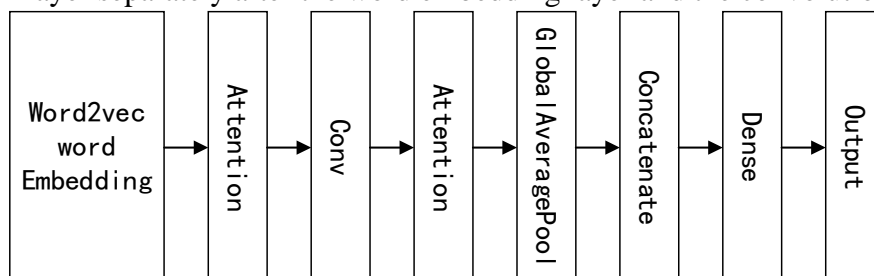 layer separately after the word embedding layer and the convolutio
Word2vec
word
Embedding
Attention
Conv
Attention
GlobalAveragePool
Concatenate
Dense
Output